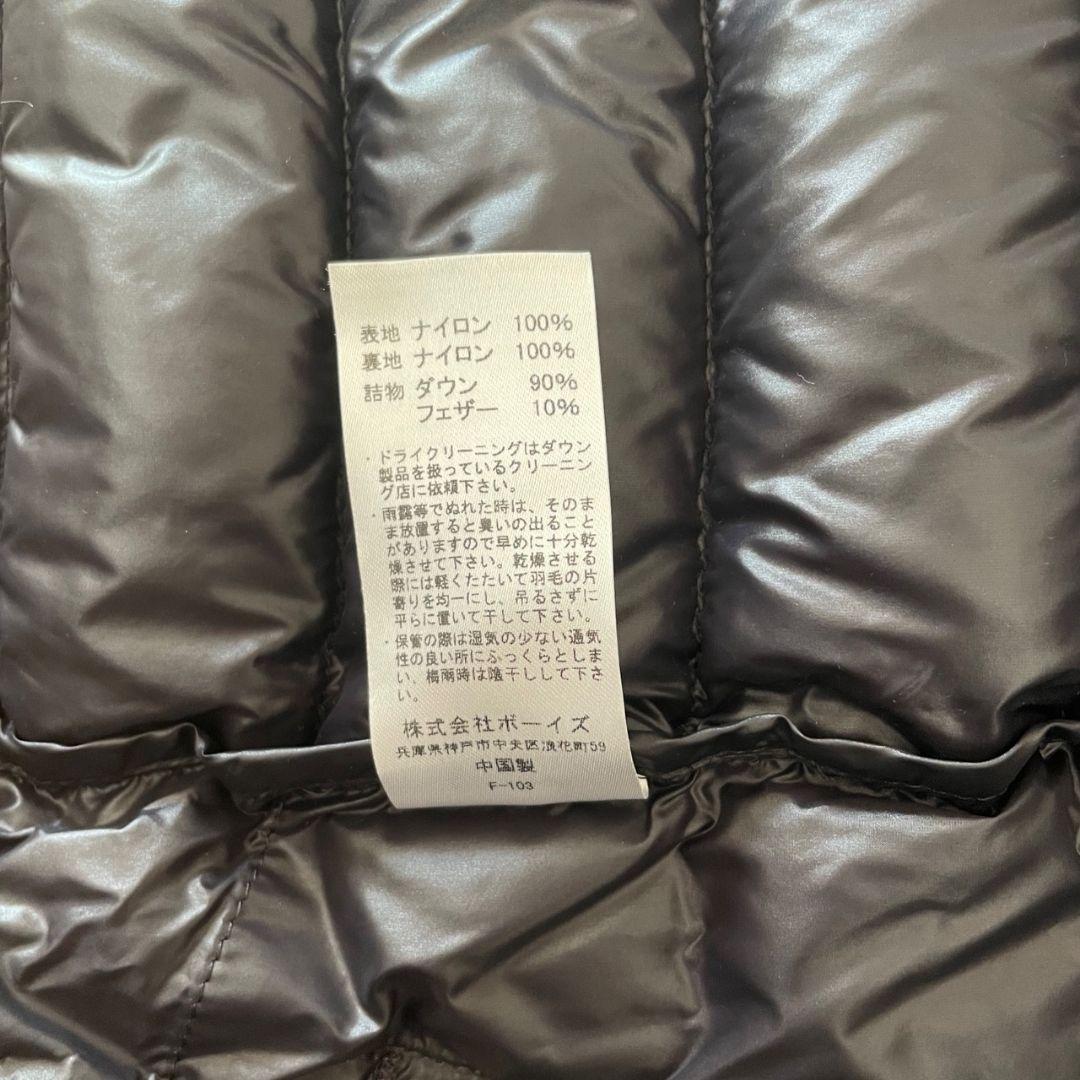 表地 ナイロン 100%
裏地 ナイロン 100%
詰物 ダウン 90%
フェザー 10%
・ドライクリーニングはダウン
製品を扱っているクリーニン
グ店に依頼下さい。
・雨露等でぬれた時は、そのま
ま放置すると臭いの出ること
がありますので早めに十分乾
燥させて下さい。乾燥させる
際には軽くたたいて羽毛の片
寄りを均一にし、吊るさずに
平らに置いて干して下さい。
・保管の際は湿気の少ない通気
性の良い所にふっくらとしま
い、梅雨時は陰干しして下さ
い。
株式会社ボーイズ
兵庫県神戸市中央区浪花町59
中国製
F-103